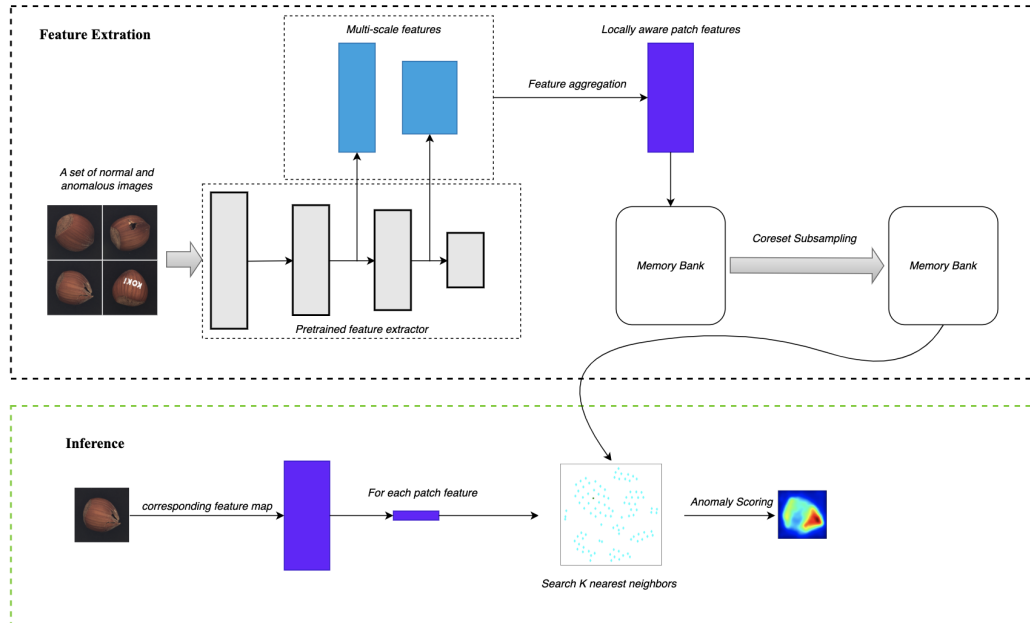 Feature Extration
Multi-scale features
Locally aware patch features
Feature aggregation
A set of normal and
anomalous images
KOKI
Pretrained feature extractor
Memory Bank
Coreset Subsampling
Memory Bank
Inference
corresponding feature map
For each patch feature
Search K nearest neighbors
Anomaly Scoring